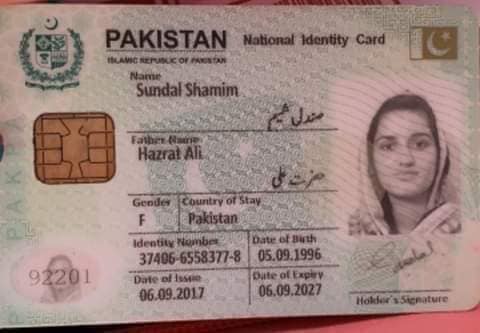 PAKISTAN National Identity Card
ISLAMIC REPUBLIC OF PAKISTAN
Name
Sundal Shamim
صندل شمیم
Father Name
Hazrat Ali
حضرت علی
Gender Country of Stay
F Pakistan
Identity Number Date of Birth
37406-6558377-8 05.09.1996
Date of Issue Date of Expiry
06.09.2017 06.09.2027
92201
Holder's Signature